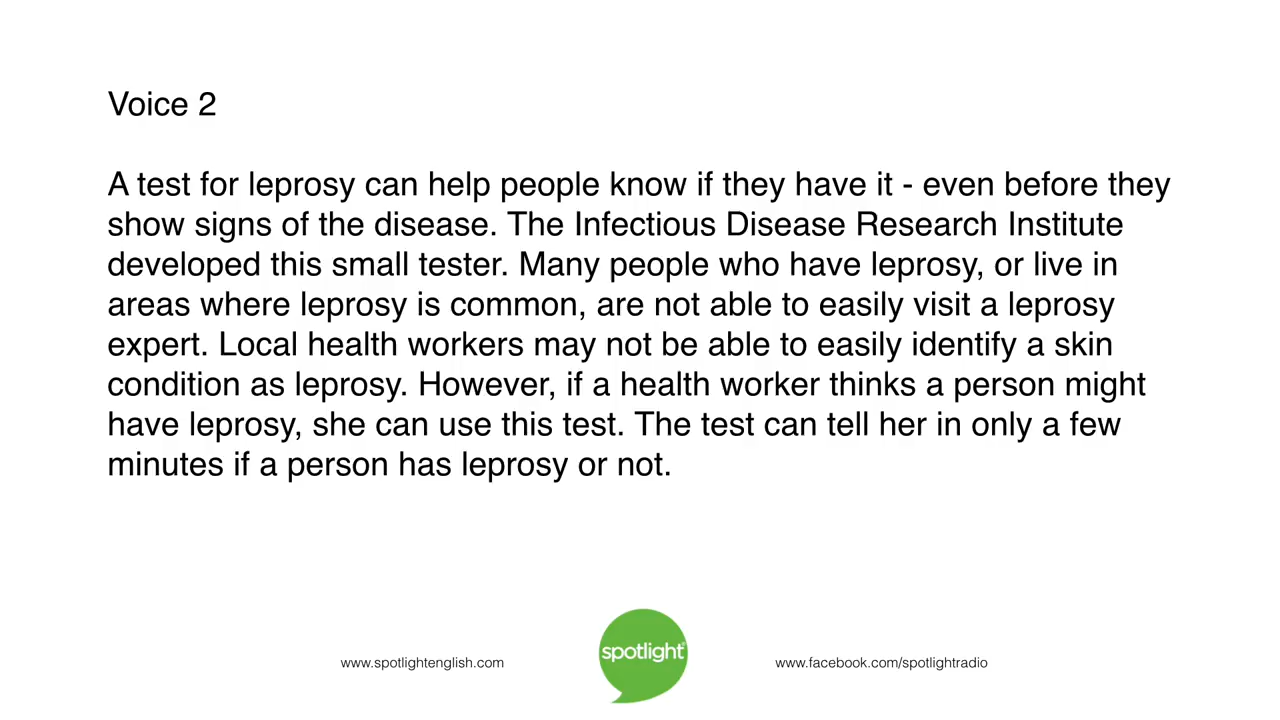 Voice 2
A test for leprosy can help people know if they have it - even before they
show signs of the disease. The Infectious Disease Research Institute
developed this small tester. Many people who have leprosy, or live in
areas where leprosy is common, are not able to easily visit a leprosy
expert. Local health workers may not be able to easily identify a skin
condition as leprosy. However, if a health worker thinks a person might
have leprosy, she can use this test. The test can tell her in only a few
minutes if a person has leprosy or not.
www.spotlightenglish.com
spotlight
www.facebook.com/spotlightradio